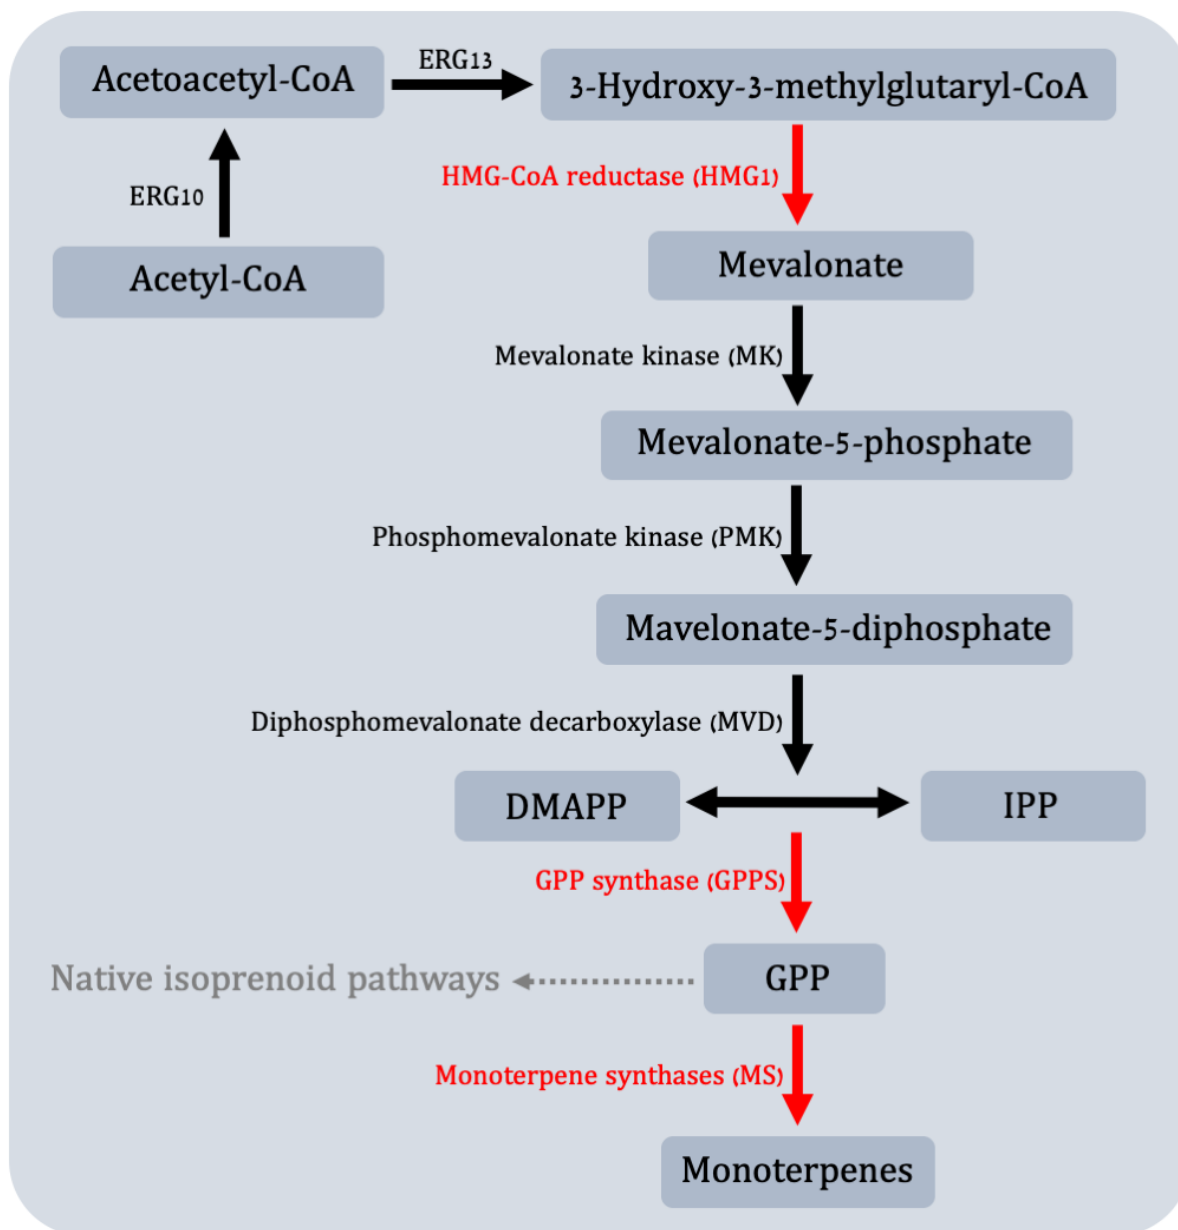 Acetoacetyl-CoA
ERG13
3-Hydroxy-3-methylglutaryl-CoA
HMG-CoA reductase (HMG1)
ERG10
Acetyl-CoA
Mevalonate
Mevalonate kinase (MK)
Mevalonate-5-phosphate
Phosphomevalonate kinase (PMK)
Mavelonate-5-diphosphate
Diphosphomevalonate decarboxylase (MVD)
DMAPP
IPP
GPP synthase (GPPS)
Native isoprenoid pathways
GPP
Monoterpene synthases (MS)
Monoterpenes